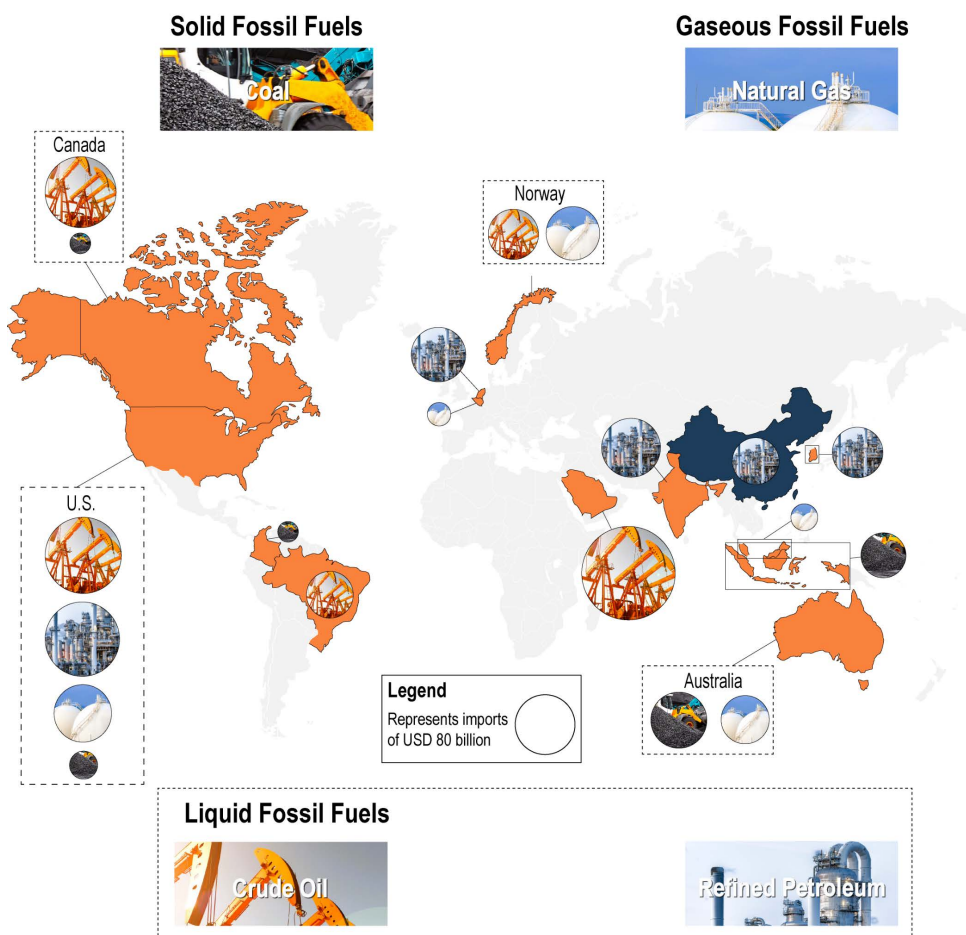 Solid Fossil Fuels
Gaseous Fossil Fuels
Coal
Natural Gas
Canada
Norway
U.S.
Australia
Legend
Represents imports
of USD 80 billion
Liquid Fossil Fuels
Crude Oil
Refined Petroleum